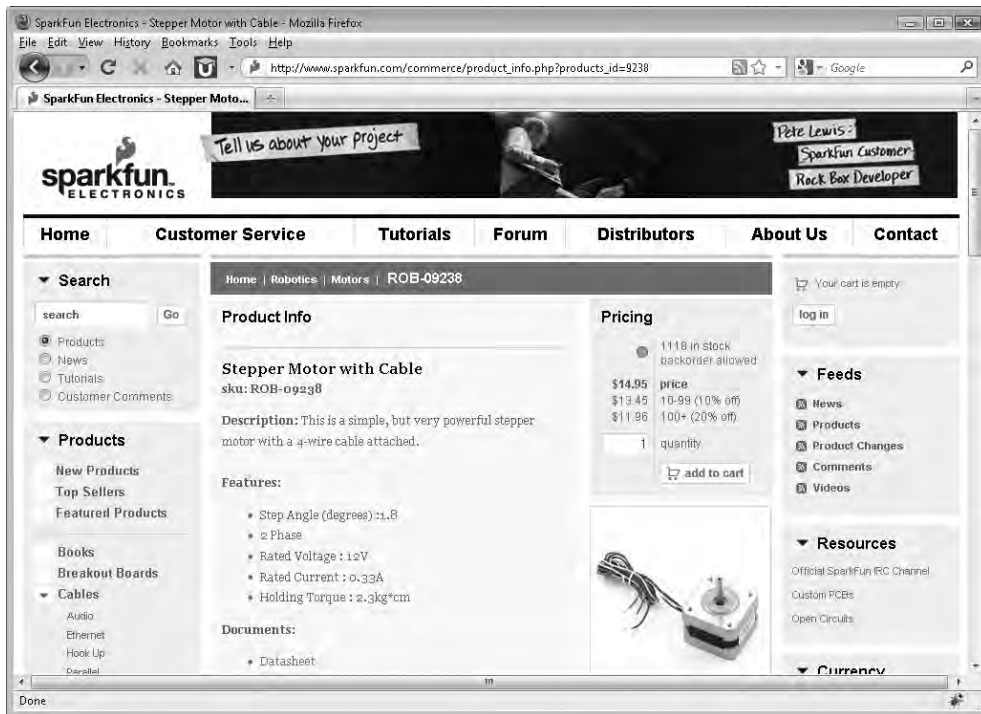 SparkFun Electronics - Stepper Motor with Cable - Mozilla Firefox
File Edit View History Bookmarks Tools Help
http://www.sparkfun.com/commerce/product_info.php?products_id=9238
Google
SparkFun Electronics - Stepper Moto...
sparkfun
ELECTRONICS
Tell us about your project
Pete Lewis:
SparkFun Customer
Rock Box Developer
Home Customer Service Tutorials Forum Distributors About Us Contact
Search
search Go
Products
News
Tutorials
Customer Comments
Products
New Products
Top Sellers
Featured Products
Books
Breakout Boards
Cables
Audio
Ethernet
Hook Up
Parallel
Home | Robotics | Motors | ROB-09238
Product Info
Stepper Motor with Cable
sku: ROB-09238
Description: This is a simple, but very powerful stepper
motor with a 4-wire cable attached.
Features:
Step Angle (degrees) :1.8
2 Phase
Rated Voltage : 12V
Rated Current : 0.33A
Holding Torque : 2.3kg*cm
Documents:
Datasheet
Pricing
1118 in stock
backorder allowed
$14.95 price
$13.45 10-99 (10% off)
$11.96 100+ (20% off)
1 quantity
add to cart
Your cart is empty
log in
Feeds
News
Products
Product Changes
Comments
Videos
Resources
Official SparkFun IRC Channel
Custom PCBs
Open Circuits
Currency
Done